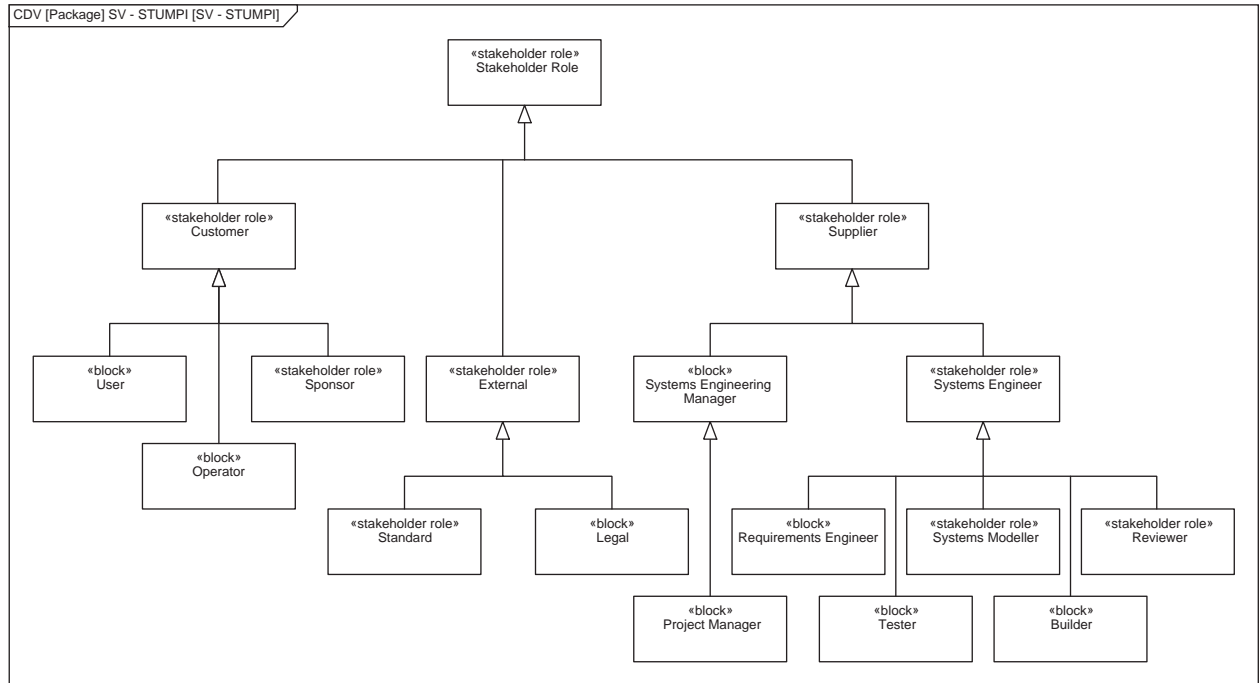 CDV [Package] SV - STUMPI [SV - STUMPI]
«stakeholder role»
Stakeholder Role
«stakeholder role»
Customer
«stakeholder role»
Supplier
«block»
User
«stakeholder role»
Sponsor
«stakeholder role»
External
«block»
Systems Engineering
Manager
«stakeholder role»
Systems Engineer
«block»
Operator
«stakeholder role»
Standard
«block»
Legal
«block»
Requirements Engineer
«stakeholder role»
Systems Modeller
«stakeholder role»
Reviewer
«block»
Project Manager
«block»
Tester
«block»
Builder